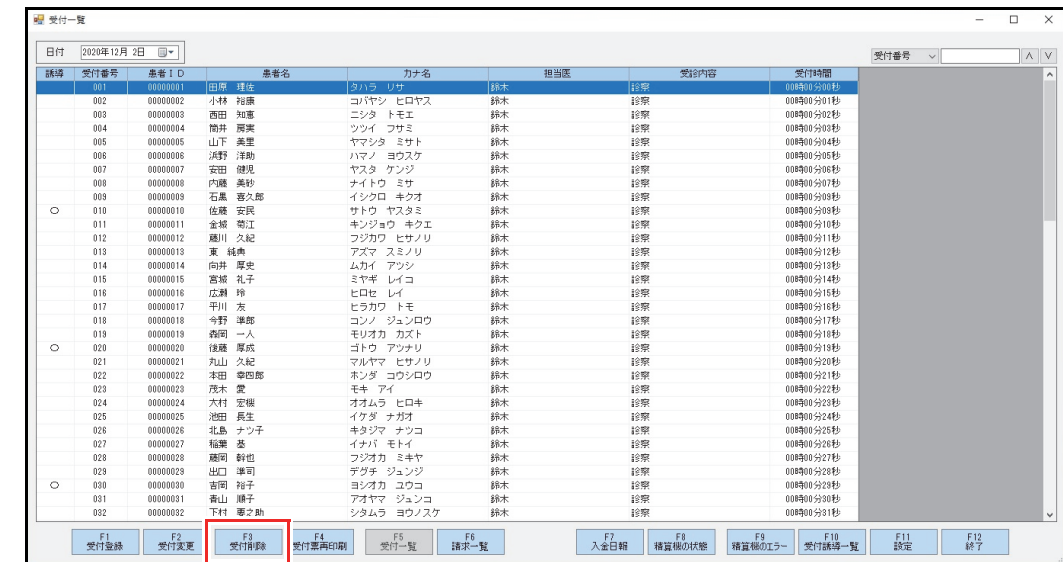 受付一覧
日付 2020年12月 2日 受付番号
誘導 受付番号 患者ID 患者名 カナ名 担当医 受診内容 受付時間
001 00000001 田原 理佐 タハラ リサ 鈴木 診察 00時00分00秒
002 00000002 小林 裕康 コバヤシ ヒロヤス 鈴木 診察 00時00分01秒
003 00000003 西田 知恵 ニシタ トモエ 鈴木 診察 00時00分02秒
004 00000004 筒井 房実 ツツイ フサミ 鈴木 診察 00時00分03秒
005 00000005 山下 美里 ヤマシタ ミサト 鈴木 診察 00時00分04秒
006 00000006 浜野 洋助 ハマノ ヨウスケ 鈴木 診察 00時00分05秒
007 00000007 安田 健児 ヤスタ ケンジ 鈴木 診察 00時00分06秒
008 00000008 内藤 美砂 ナイトウ ミサ 鈴木 診察 00時00分07秒
009 00000009 石黒 喜久郎 イシクロ キクオ 鈴木 診察 00時00分09秒
○ 010 00000010 佐藤 安民 サトウ ヤスタミ 鈴木 診察 00時00分09秒
011 00000011 金城 菊江 キンジョウ キクエ 鈴木 診察 00時00分10秒
012 00000012 藤川 久紀 フジカワ ヒサノリ 鈴木 診察 00時00分11秒
013 00000013 東 純典 アズマ スミノリ 鈴木 診察 00時00分12秒
014 00000014 向井 厚史 ムカイ アツシ 鈴木 診察 00時00分13秒
015 00000015 宮城 礼子 ミヤギ レイコ 鈴木 診察 00時00分14秒
016 00000016 広瀬 玲 ヒロセ レイ 鈴木 診察 00時00分15秒
017 00000017 平川 友 ヒラカワ トモ 鈴木 診察 00時00分16秒
018 00000018 今野 準郎 コンノ ジュンロウ 鈴木 診察 00時00分17秒
019 00000019 森岡 一人 モリオカ カズト 鈴木 診察 00時00分18秒
○ 020 00000020 後藤 厚成 ゴトウ アツナリ 鈴木 診察 00時00分19秒
021 00000021 丸山 久紀 マルヤマ ヒサノリ 鈴木 診察 00時00分20秒
022 00000022 本田 幸四郎 ホンダ コウシロウ 鈴木 診察 00時00分21秒
023 00000023 茂木 愛 モキ アイ 鈴木 診察 00時00分22秒
024 00000024 大村 宏機 オオムラ ヒロキ 鈴木 診察 00時00分23秒
025 00000025 池田 長生 イケダ ナガオ 鈴木 診察 00時00分24秒
026 00000026 北島 ナツ子 キタジマ ナツコ 鈴木 診察 00時00分25秒
027 00000027 稲葉 基 イナバ モトイ 鈴木 診察 00時00分26秒
028 00000028 藤岡 幹也 フジオカ ミキヤ 鈴木 診察 00時00分27秒
029 00000029 出口 準司 デグチ ジュンジ 鈴木 診察 00時00分28秒
○ 030 00000030 吉岡 裕子 ヨシオカ ユウコ 鈴木 診察 00時00分29秒
031 00000031 青山 順子 アオヤマ ジュンコ 鈴木 診察 00時00分30秒
032 00000032 下村 要之助 シタムラ ヨウノスケ 鈴木 診察 00時00分31秒
F1 F2 F3 F4 F5 F6 F7 F8 F9 F10 F11 F12
受付登録 受付変更 受付削除 受付票再印刷 受付一覧 請求一覧 入金日報 精算機の状態 精算機のエラー 受付誘導一覧 設定 終了